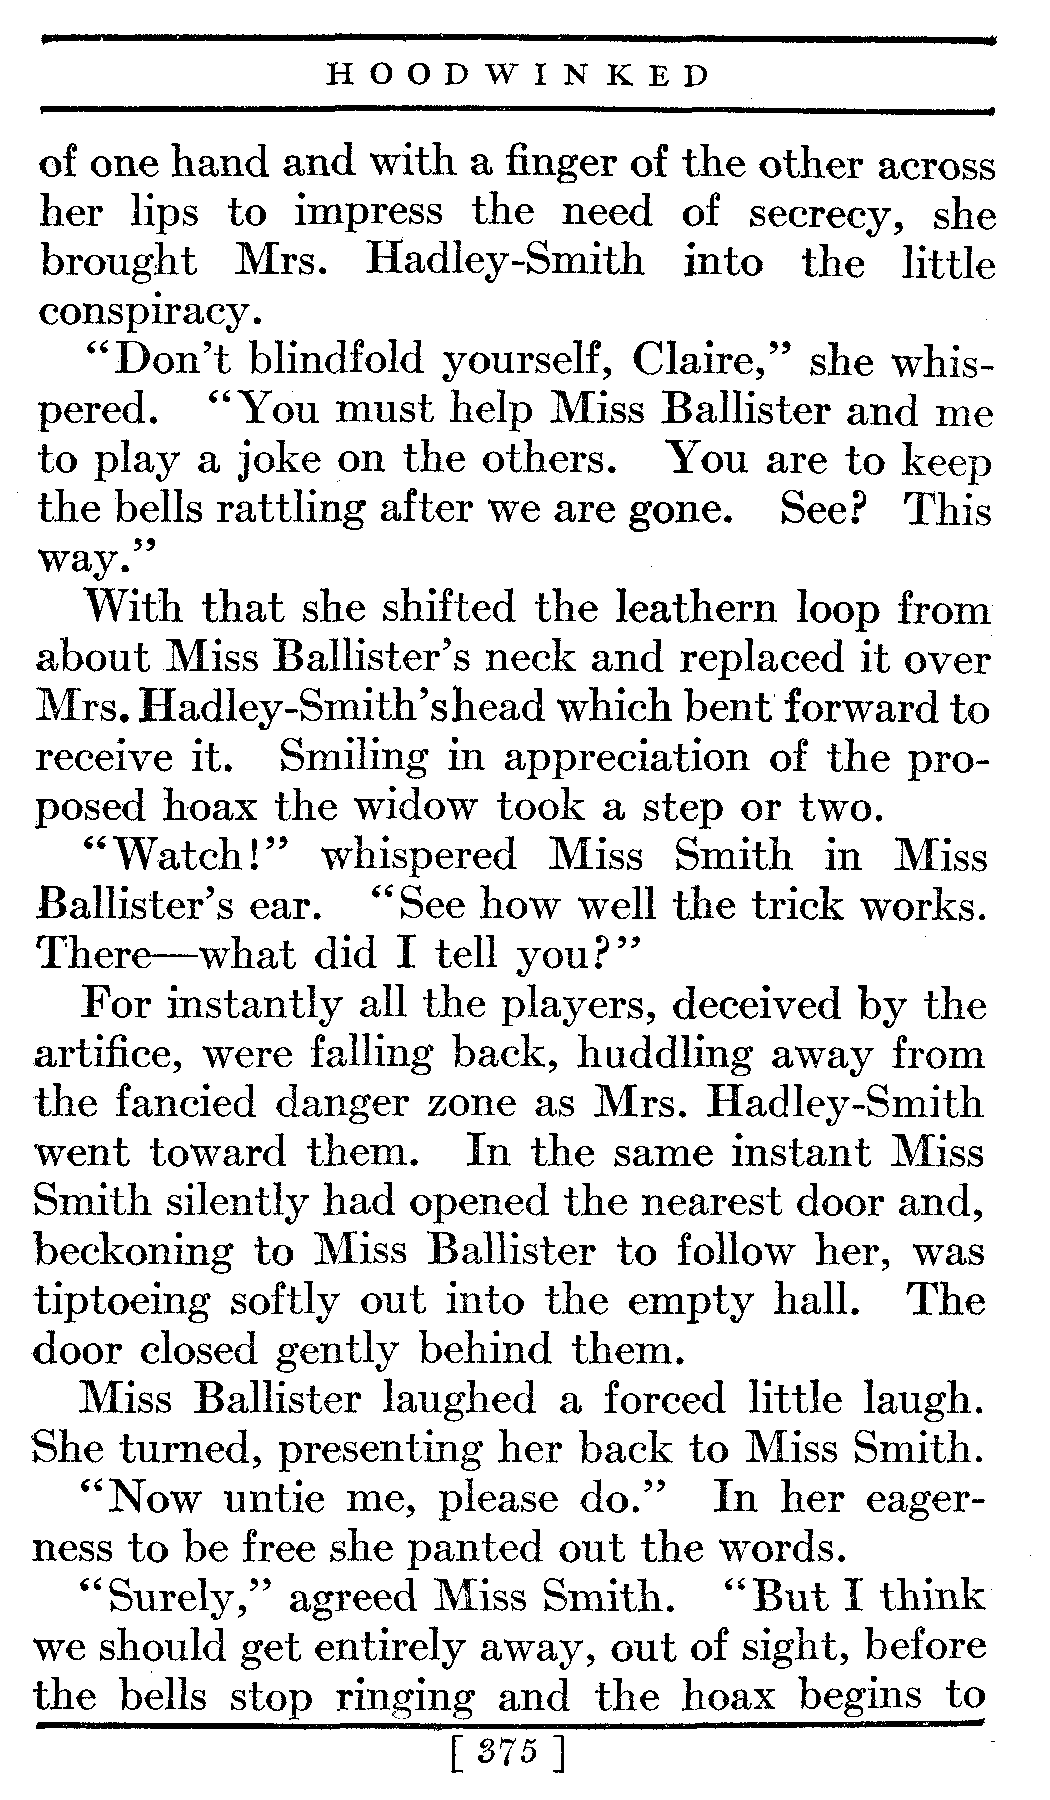 HOODWINKED
of one hand and with a finger of the other across
her lips to impress the need of secrecy, she
brought Mrs. Hadley-Smith into the little
conspiracy.
"Don't blindfold yourself, Claire," she whis-
pered. "You must help Miss Ballister and me
to play a joke on the others. You are to keep
the bells rattling after we are gone. See? This
way."
With that she shifted the leathern loop from
about Miss Ballister's neck and replaced it over
Mrs. Hadley-Smith's head which bent forward to
receive it. Smiling in appreciation of the pro-
posed hoax the widow took a step or two.
"Watch!" whispered Miss Smith in Miss
Ballister's ear. "See how well the trick works.
There—what did I tell you?"
For instantly all the players, deceived by the
artifice, were falling back, huddling away from
the fancied danger zone as Mrs. Hadley-Smith
went toward them. In the same instant Miss
Smith silently had opened the nearest door and,
beckoning to Miss Ballister to follow her, was
tiptoeing softly out into the empty hall. The
door closed gently behind them.
Miss Ballister laughed a forced little laugh.
She turned, presenting her back to Miss Smith.
"Now untie me, please do." In her eager-
ness to be free she panted out the words.
"Surely," agreed Miss Smith. "But I think
we should get entirely away, out of sight, before
the bells stop ringing and the hoax begins to
[ 375 ]